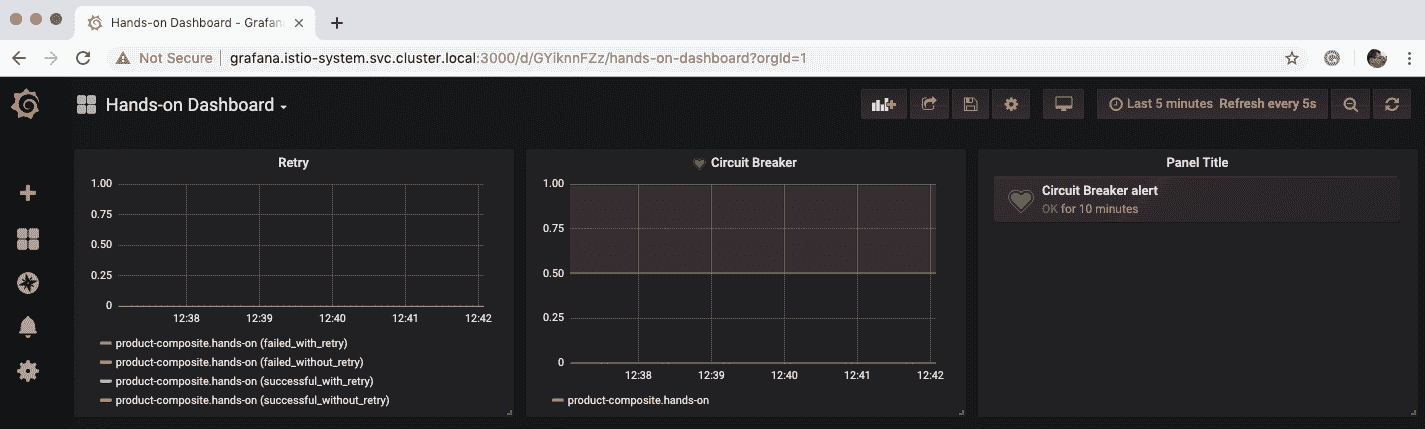 Hands-on Dashboard - Grafan
Not Secure | grafana.istio-system.svc.cluster.local:3000/d/GYiknnFZz/hands-on-dashboard?orgId=1
Hands-on Dashboard
Last 5 minutes Refresh every 5s
Retry
1.00
0.75
0.50
0.25
0
12:38 12:39 12:40 12:41 12:42
product-composite.hands-on (failed_with_retry)
product-composite.hands-on (failed_without_retry)
product-composite.hands-on (successful_with_retry)
product-composite.hands-on (successful_without_retry)
Circuit Breaker
1.00
0.75
0.50
0.25
0
12:38 12:39 12:40 12:41 12:42
product-composite.hands-on
Panel Title
Circuit Breaker alert
OK for 10 minutes